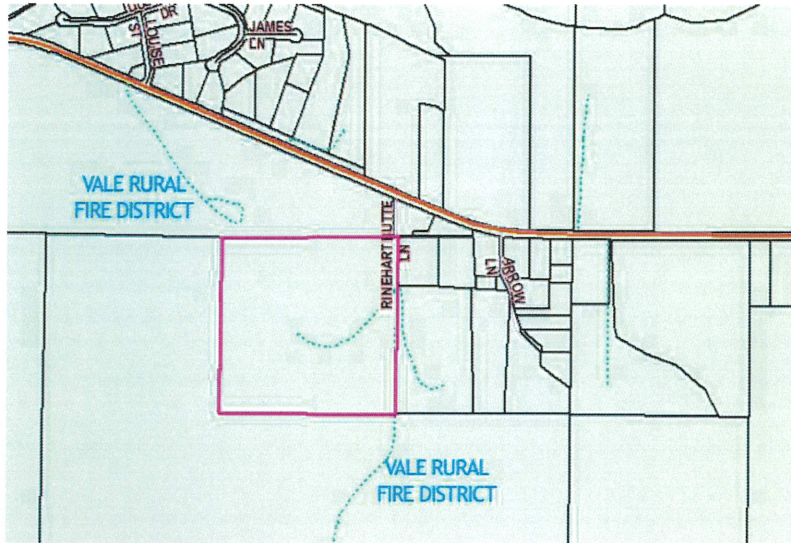 DR
LOUISE
ST
JAMES
LN
VALE RURAL
FIRE DISTRICT
RINEHART BUTTE
LN
ARROW
LN
VALE RURAL
FIRE DISTRICT